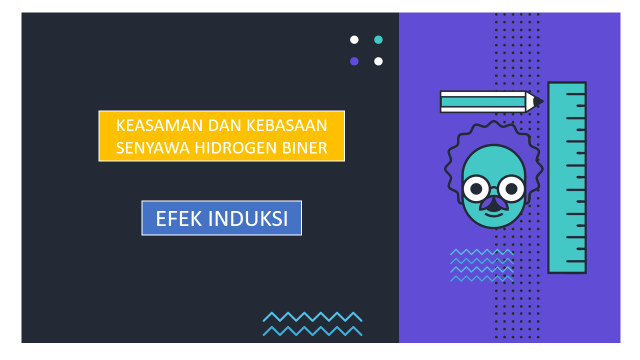 KEASAMAN DAN KEBASAAN
SENYAWA HIDROGEN BINER
EFEK INDUKSI